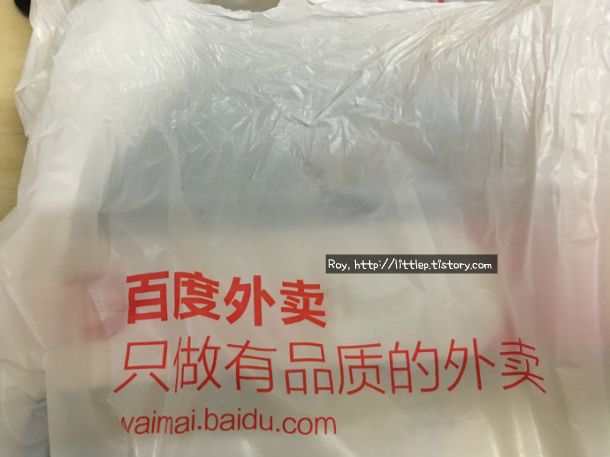 Roy, http://littlep.tistory.com
百度外卖
只做有品质的外卖
waimai.baidu.com